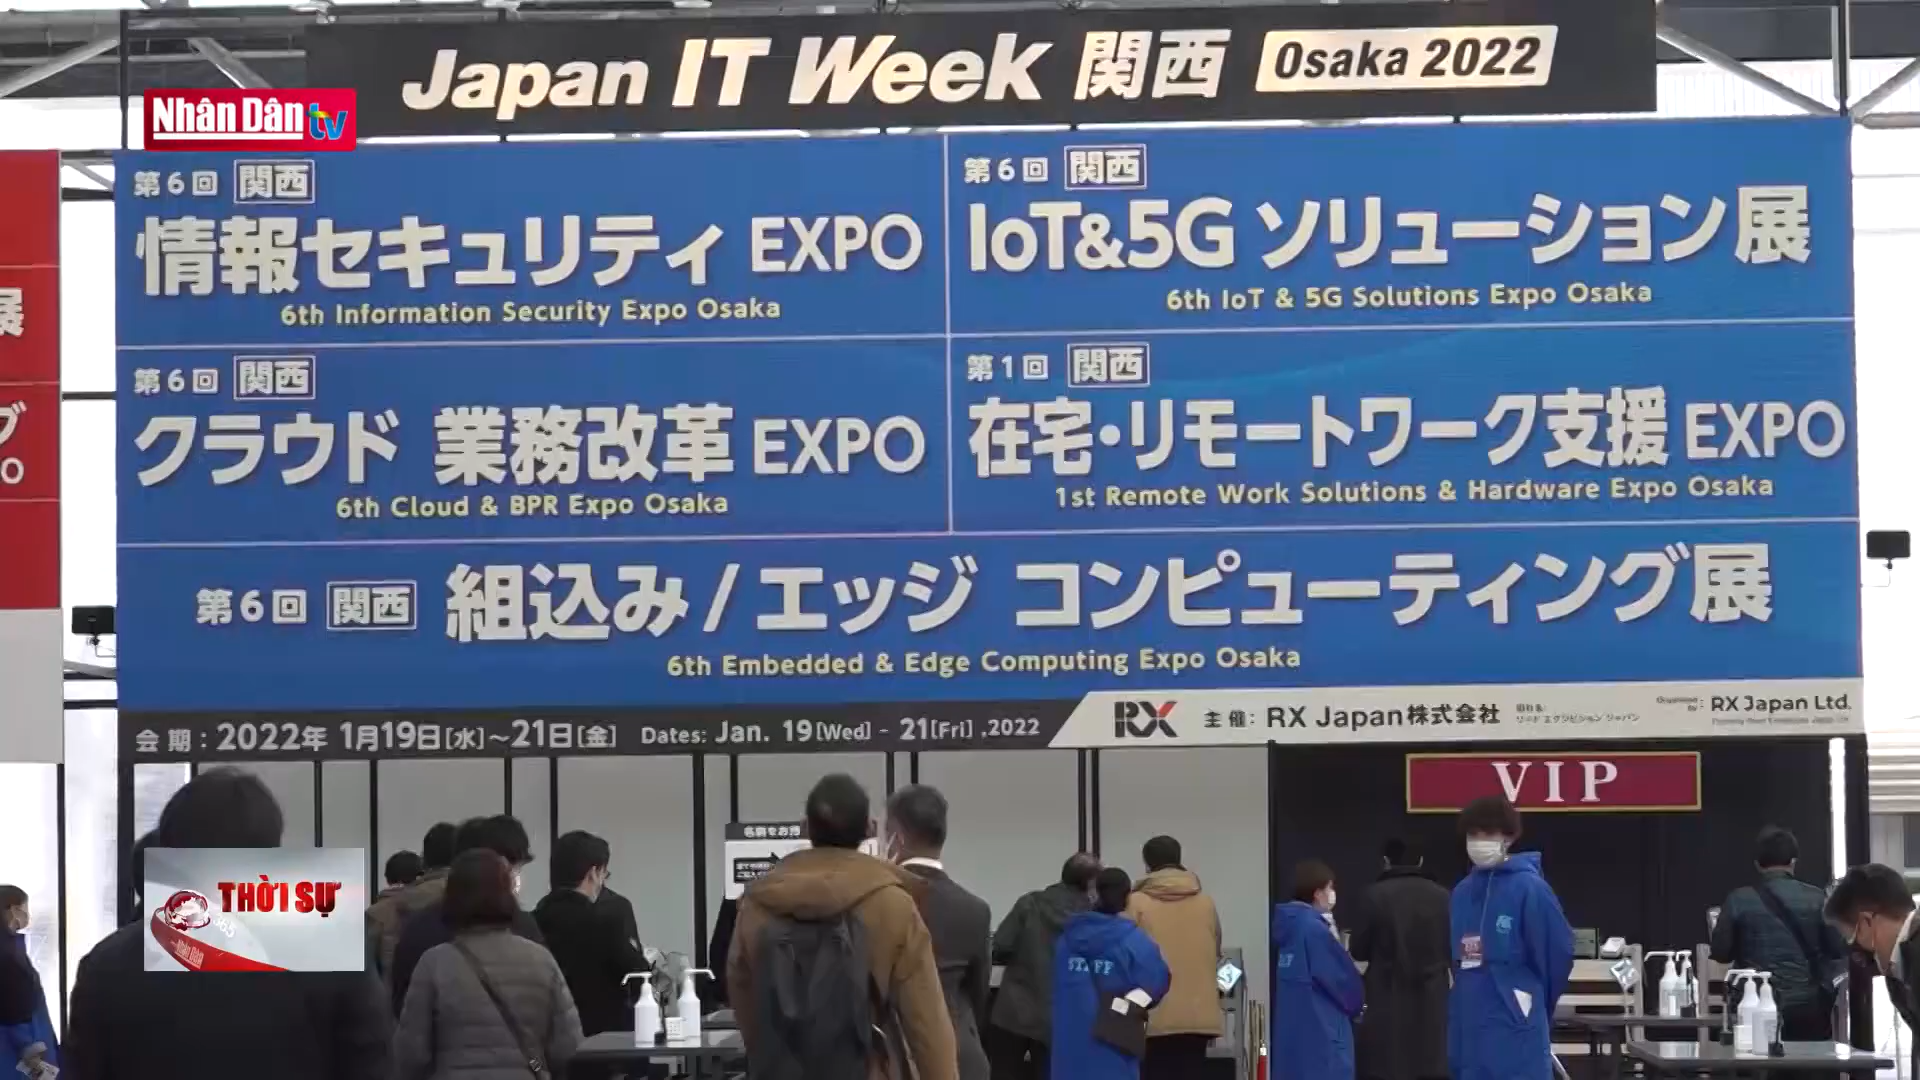 Japan IT Week 関西 Osaka 2022
Nhân Dân tv
第6回 関西
情報セキュリティ EXPO
6th Information Security Expo Osaka
第6回 関西
IoT&5G ソリューション展
6th IoT & 5G Solutions Expo Osaka
第6回 関西
クラウド 業務改革 EXPO
6th Cloud & BPR Expo Osaka
第1回 関西
在宅・リモートワーク支援 EXPO
1st Remote Work Solutions & Hardware Expo Osaka
第6回 関西 組込み/エッジ コンピューティング展
6th Embedded & Edge Computing Expo Osaka
会期：2022年 1月19日[水]～21日[金] Dates: Jan. 19[Wed] - 21[Fri] ,2022
RX 主催： RX Japan株式会社
RX Japan Ltd.
VIP
展
THỜI SỰ
365
Nhân Dân
STAFF